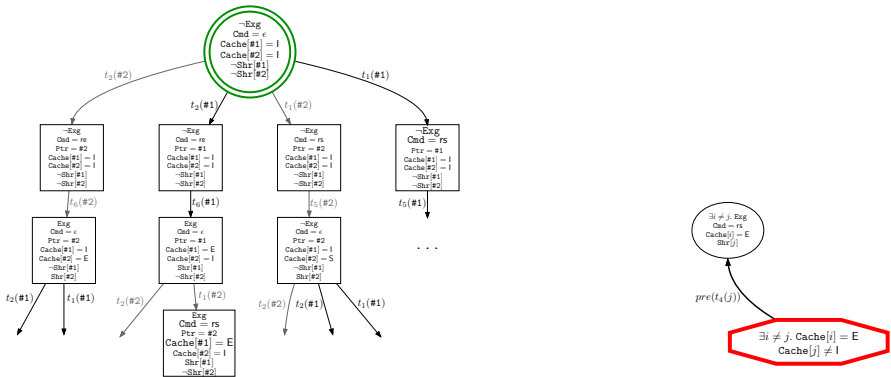 ¬Exg
Cmd = ϵ
Cache[#1] = I
Cache[#2] = I
¬Shr[#1]
¬Shr[#2]
t₂(#2)
t₂(#1)
t₁(#2)
t₁(#1)
¬Exg
Cmd = re
Ptr = #2
Cache[#1] = I
Cache[#2] = I
¬Shr[#1]
¬Shr[#2]
¬Exg
Cmd = re
Ptr = #1
Cache[#1] = I
Cache[#2] = I
¬Shr[#1]
¬Shr[#2]
¬Exg
Cmd = rs
Ptr = #2
Cache[#1] = I
Cache[#2] = I
¬Shr[#1]
¬Shr[#2]
¬Exg
Cmd = rs
Ptr = #1
Cache[#1] = I
Cache[#2] = I
¬Shr[#1]
¬Shr[#2]
t₆(#2)
t₆(#1)
t₅(#2)
t₅(#1)
Exg
Cmd = ϵ
Ptr = #2
Cache[#1] = I
Cache[#2] = E
¬Shr[#1]
Shr[#2]
Exg
Cmd = ϵ
Ptr = #1
Cache[#1] = E
Cache[#2] = I
Shr[#1]
¬Shr[#2]
¬Exg
Cmd = ϵ
Ptr = #2
Cache[#1] = I
Cache[#2] = S
¬Shr[#1]
Shr[#2]
. . .
t₂(#1)
t₁(#1)
t₂(#2)
t₁(#2)
t₂(#2)
t₂(#1)
t₁(#1)
Exg
Cmd = rs
Ptr = #2
Cache[#1] = E
Cache[#2] = I
Shr[#1]
¬Shr[#2]
∃i ≠ j. Exg
Cmd = rs
Cache[i] = E
Shr[j]
pre(t₄(j))
∃i ≠ j. Cache[i] = E
Cache[j] ≠ I